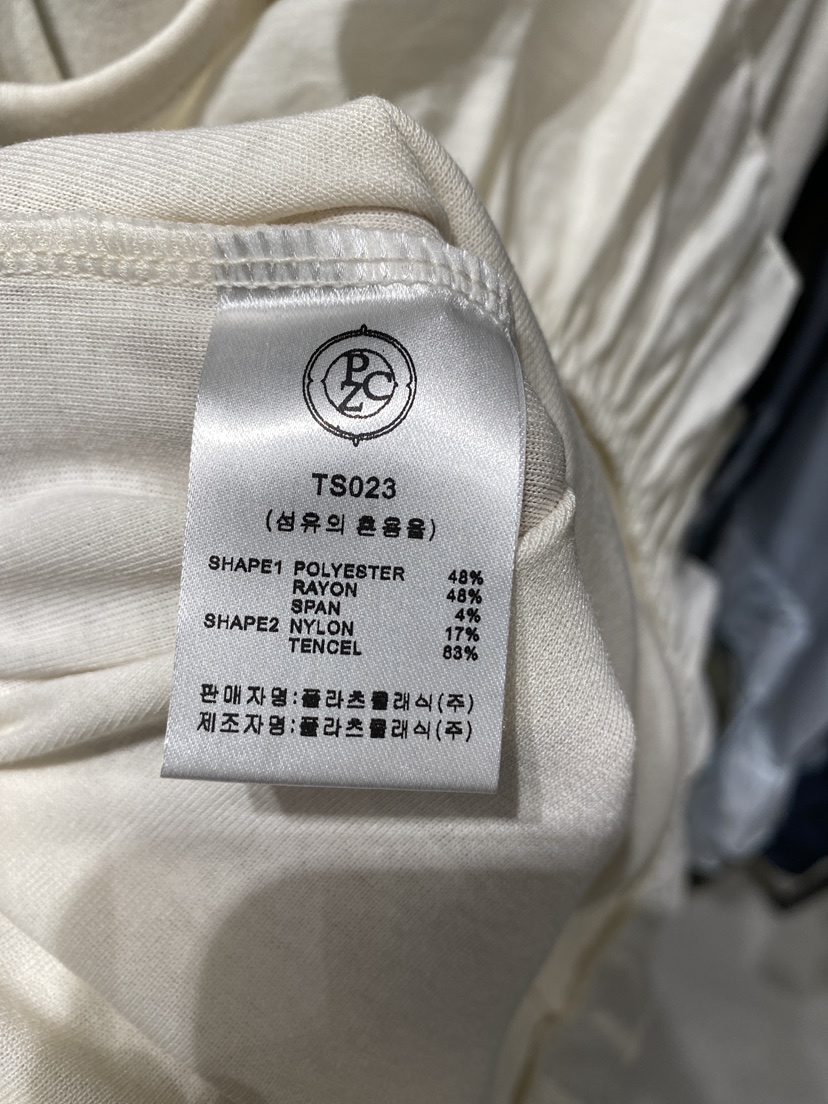 PZC
TS023
(섬유의 혼용율)
SHAPE1 POLYESTER 48%
RAYON 48%
SPAN 4%
SHAPE2 NYLON 17%
TENCEL 83%
판매자명:플라츠클래식(주)
제조자명:플라츠클래식(주)